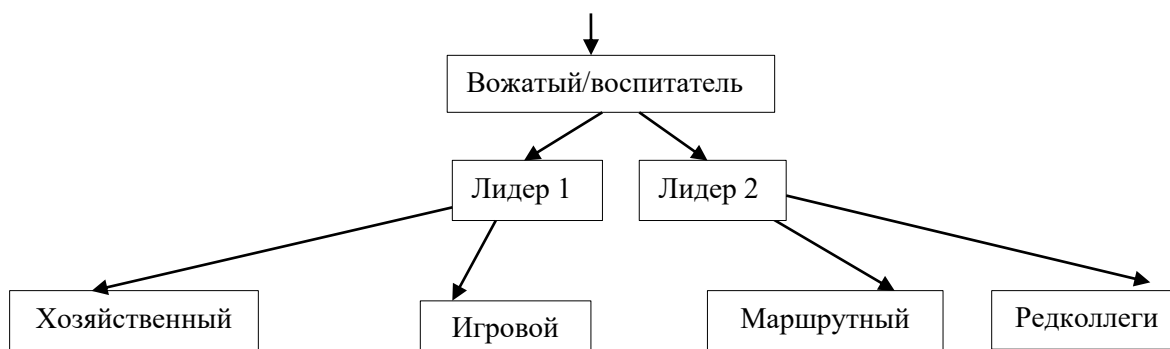 Вожатый/воспитатель
Лидер 1 Лидер 2
Хозяйственный Игровой Маршрутный Редколлеги